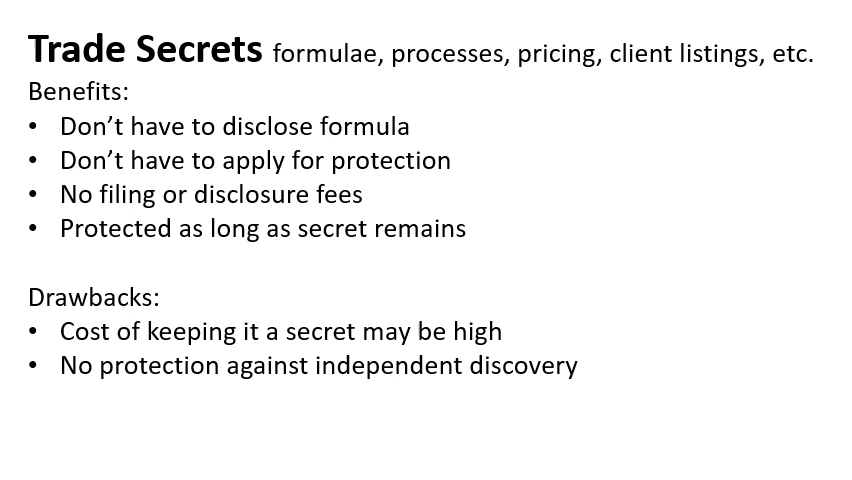 Trade Secrets formulae, processes, pricing, client listings, etc.
Benefits:
• Don’t have to disclose formula
• Don’t have to apply for protection
• No filing or disclosure fees
• Protected as long as secret remains
Drawbacks:
• Cost of keeping it a secret may be high
• No protection against independent discovery